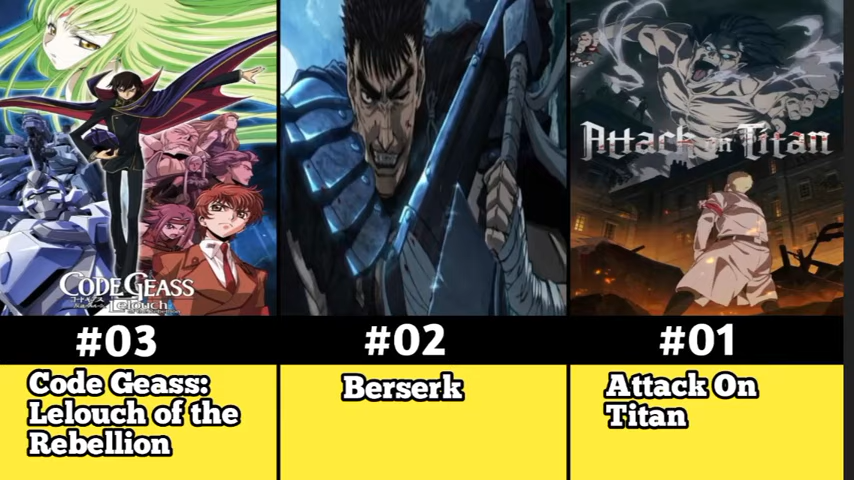 CODE GEASS
Lelouch
Attack on Titan
#03
#02
#01
Code Geass:
Lelouch of the
Rebellion
Berserk
Attack On
Titan